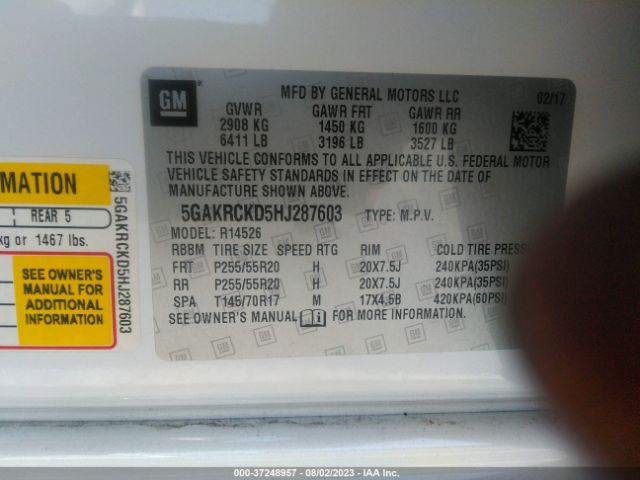 GM
MFD BY GENERAL MOTORS LLC 02/17
GVWR GAWR FRT GAWR RR
2908 KG 1450 KG 1600 KG
6411 LB 3196 LB 3527 LB
THIS VEHICLE CONFORMS TO ALL APPLICABLE U.S. FEDERAL MOTOR
VEHICLE SAFETY STANDARDS IN EFFECT ON THE DATE OF
MANUFACTURE SHOWN ABOVE.
5GAKRCKD5HJ287603 TYPE: M.P.V.
MODEL: R14526
RBBM TIRE SIZE SPEED RTG RIM COLD TIRE PRES
FRT P255/55R20 H 20X7.5J 240KPA(35PSI)
RR P255/55R20 H 20X7.5J 240KPA(35PSI)
SPA T145/70R17 M 17X4.5B 420KPA(60PSI)
SEE OWNER'S MANUAL FOR MORE INFORMATION.
MATION
REAR 5
kg or 1467 lbs.
SEE OWNER'S
MANUAL FOR
ADDITIONAL
INFORMATION
5GAKRCKD5HJ287603
000-37248957 - 08/02/2023 - IAA Inc.